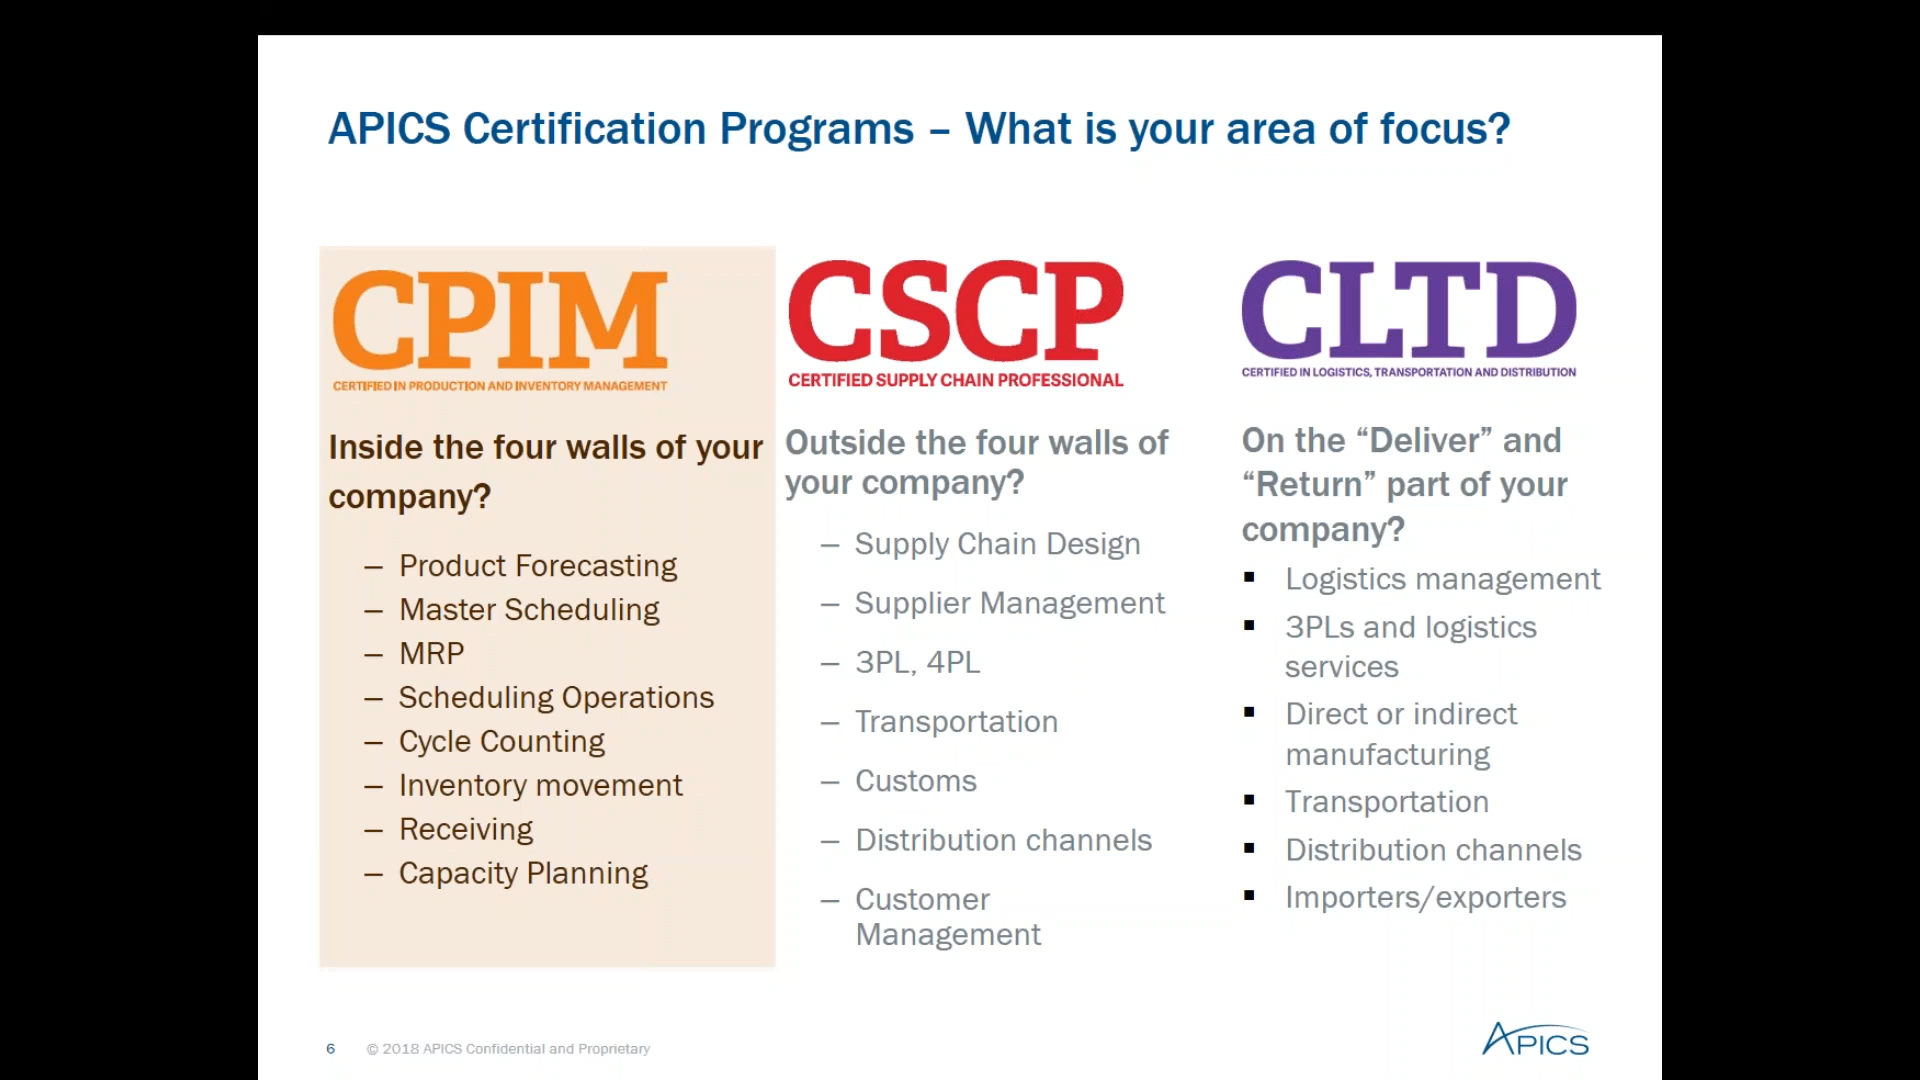 APICS Certification Programs – What is your area of focus?
CPIM
CERTIFIED IN PRODUCTION AND INVENTORY MANAGEMENT
Inside the four walls of your
company?
– Product Forecasting
– Master Scheduling
– MRP
– Scheduling Operations
– Cycle Counting
– Inventory movement
– Receiving
– Capacity Planning
CSCP
CERTIFIED SUPPLY CHAIN PROFESSIONAL
Outside the four walls of
your company?
– Supply Chain Design
– Supplier Management
– 3PL, 4PL
– Transportation
– Customs
– Distribution channels
– Customer
Management
CLTD
CERTIFIED IN LOGISTICS, TRANSPORTATION AND DISTRIBUTION
On the “Deliver” and
“Return” part of your
company?
▪ Logistics management
▪ 3PLs and logistics
services
▪ Direct or indirect
manufacturing
▪ Transportation
▪ Distribution channels
▪ Importers/exporters
6 © 2018 APICS Confidential and Proprietary
APICS